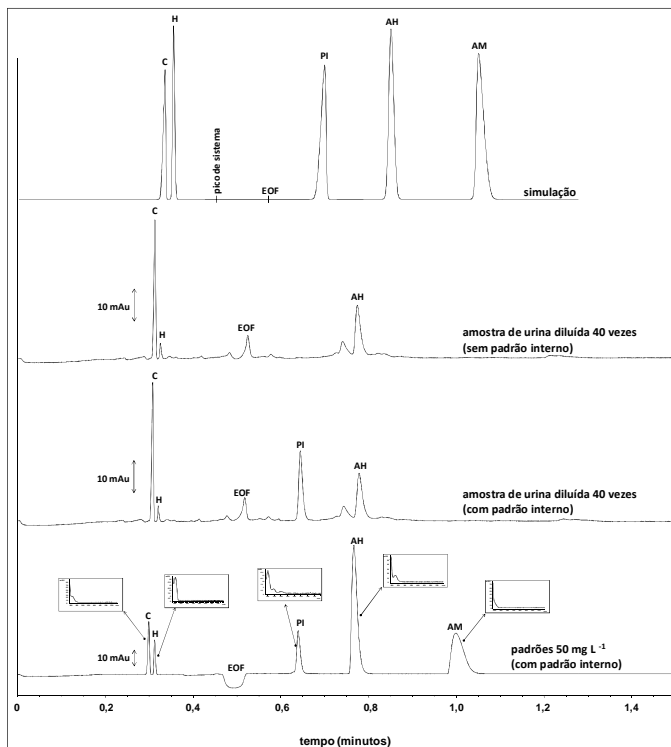 H
C
PI
AH
AM
pico de sistema
EOF
simulação
C
10 mAu
H
EOF
AH
amostra de urina diluída 40 vezes
(sem padrão interno)
C
10 mAu
H
EOF
PI
AH
amostra de urina diluída 40 vezes
(com padrão interno)
C
H
10 mAu
EOF
PI
AH
AM
padrões 50 mg L⁻¹
(com padrão interno)
0 0,2 0,4 0,6 0,8 1,0 1,2 1,4
tempo (minutos)